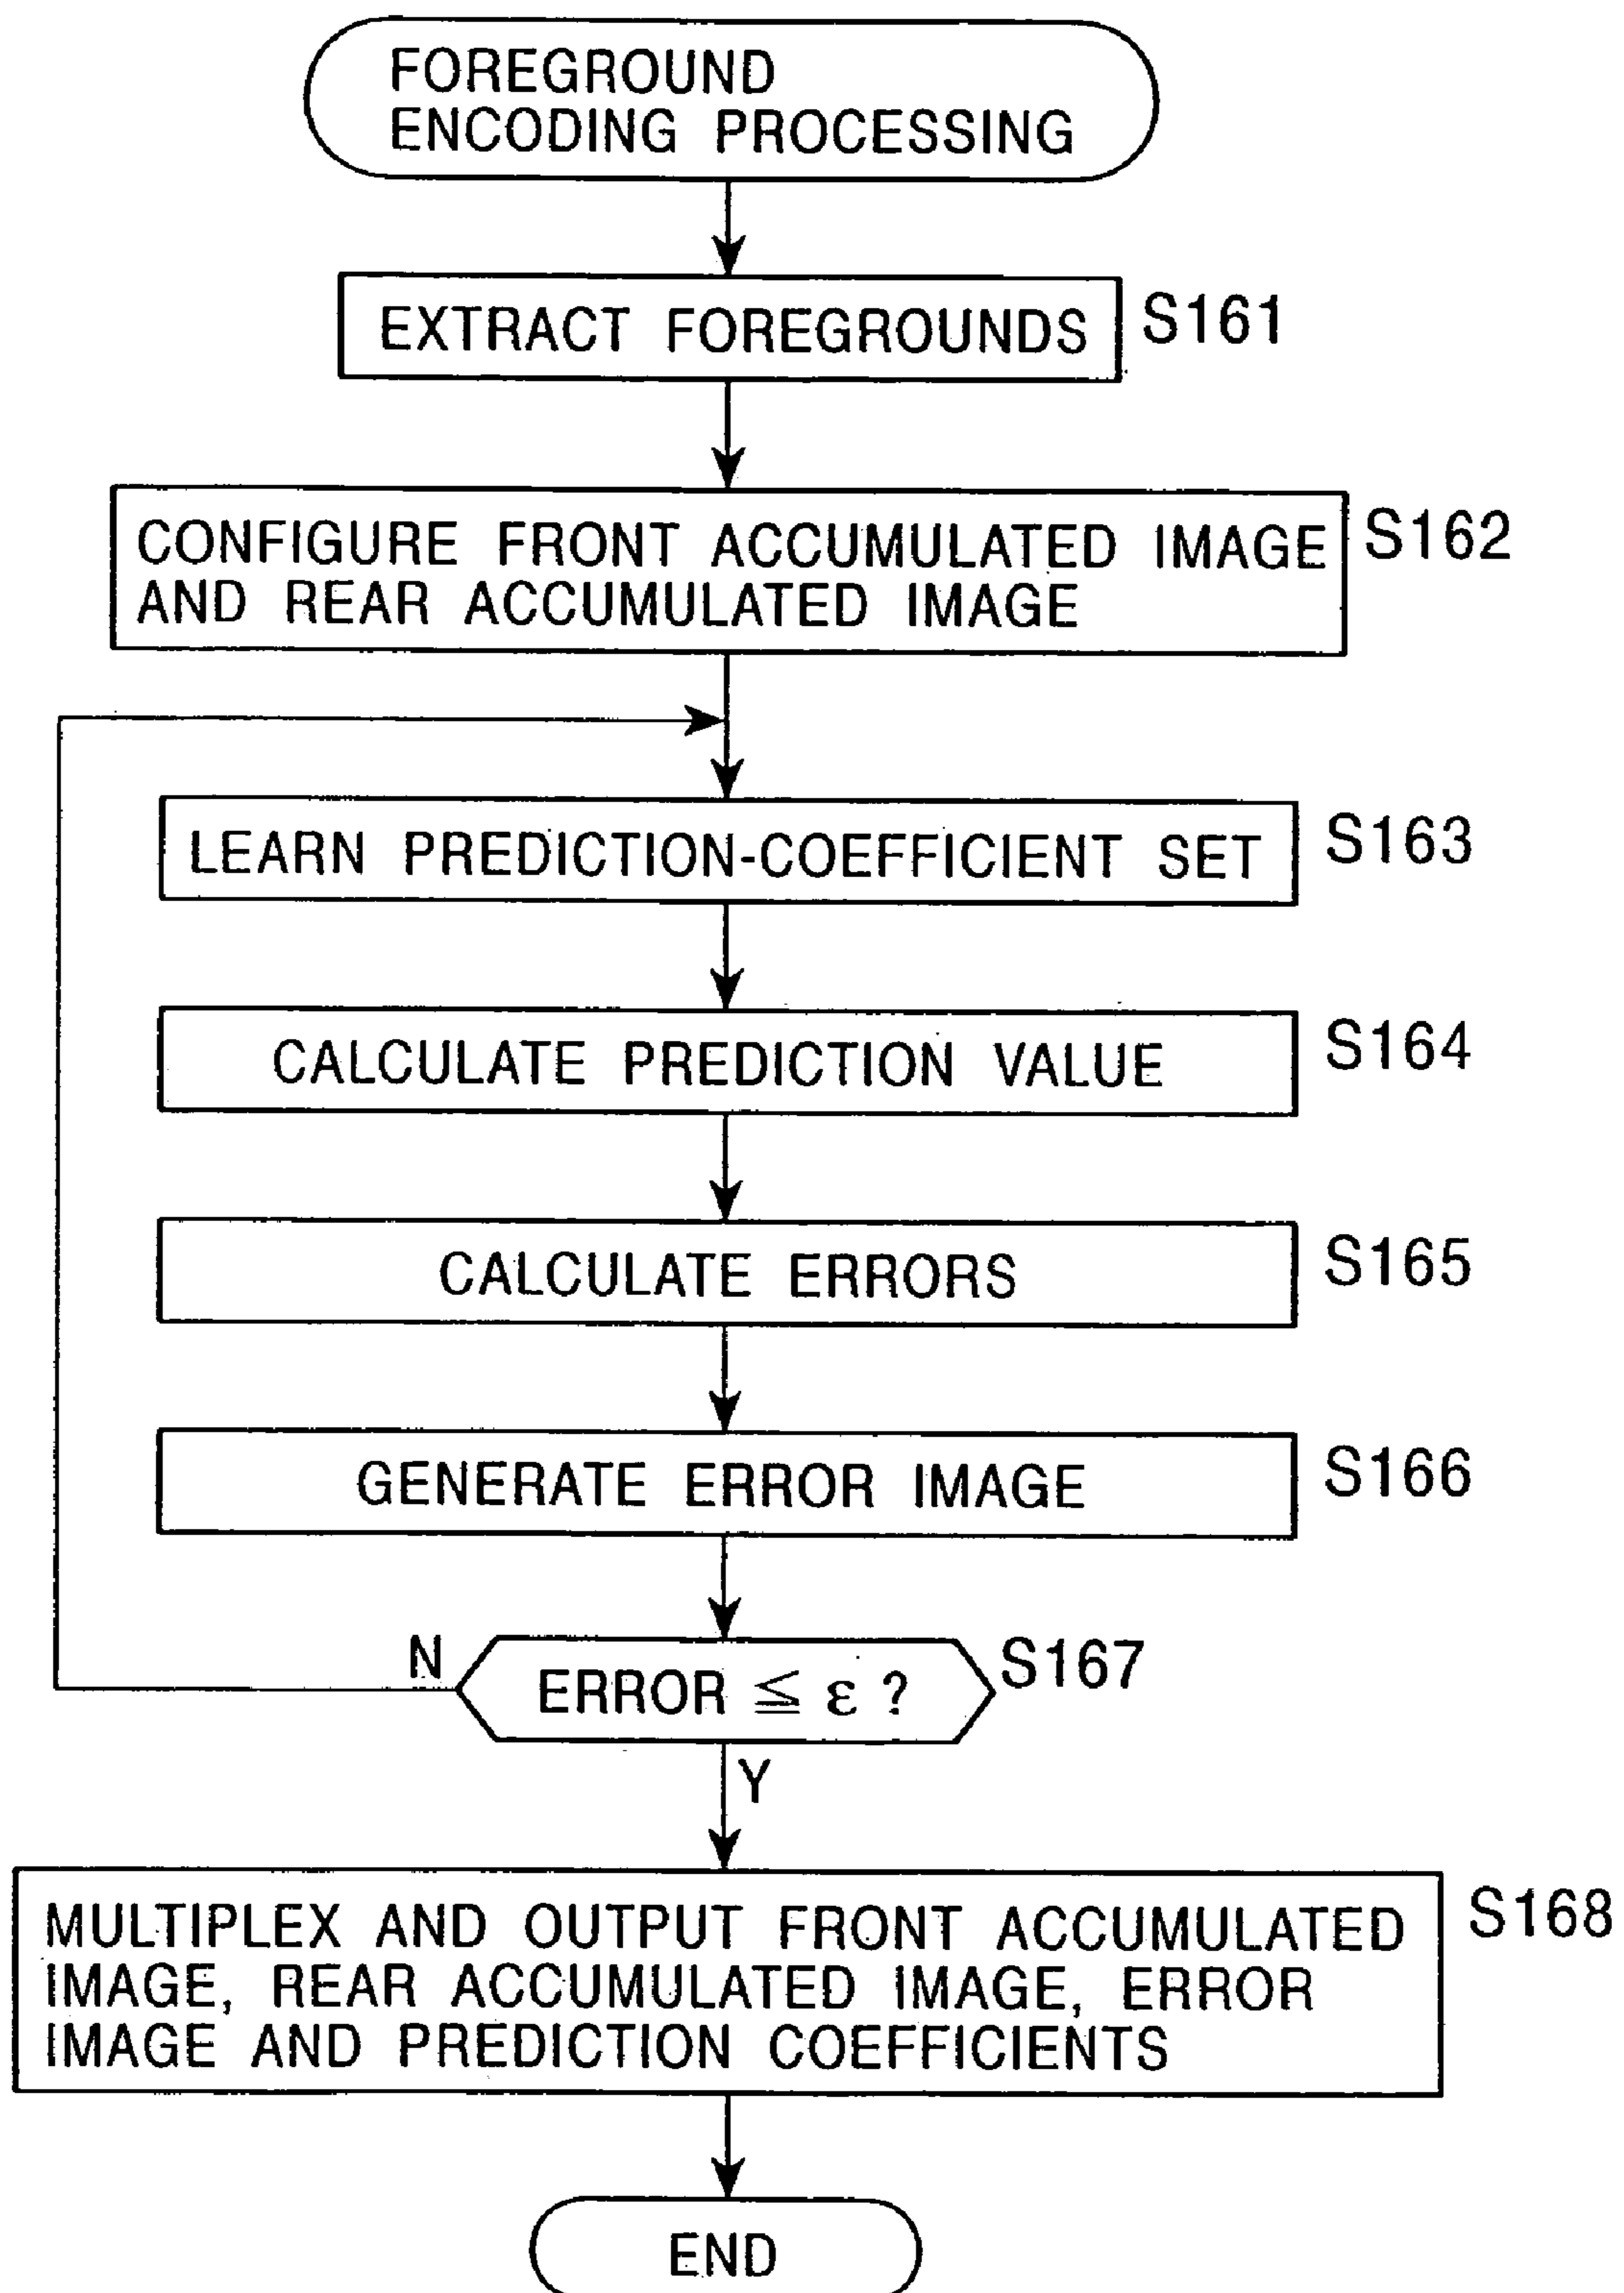 FOREGROUND
ENCODING PROCESSING
EXTRACT FOREGROUNDS
S161
CONFIGURE FRONT ACCUMULATED IMAGE
AND REAR ACCUMULATED IMAGE
S162
LEARN PREDICTION-COEFFICIENT SET
S163
CALCULATE PREDICTION VALUE
S164
CALCULATE ERRORS
S165
GENERATE ERROR IMAGE
S166
N
ERROR ≦ ε ?
S167
Y
MULTIPLEX AND OUTPUT FRONT ACCUMULATED
IMAGE, REAR ACCUMULATED IMAGE, ERROR
IMAGE AND PREDICTION COEFFICIENTS
S168
END